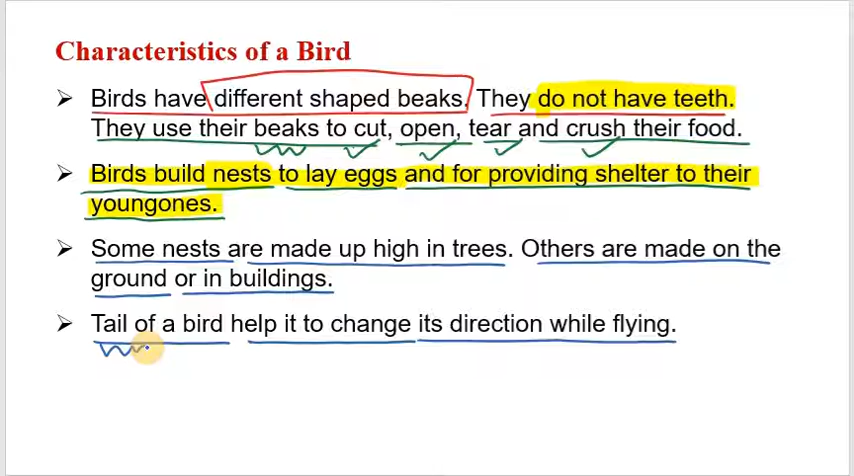 Characteristics of a Bird
➢ Birds have different shaped beaks. They do not have teeth.
They use their beaks to cut, open, tear and crush their food.
➢ Birds build nests to lay eggs and for providing shelter to their
youngones.
➢ Some nests are made up high in trees. Others are made on the
ground or in buildings.
➢ Tail of a bird help it to change its direction while flying.